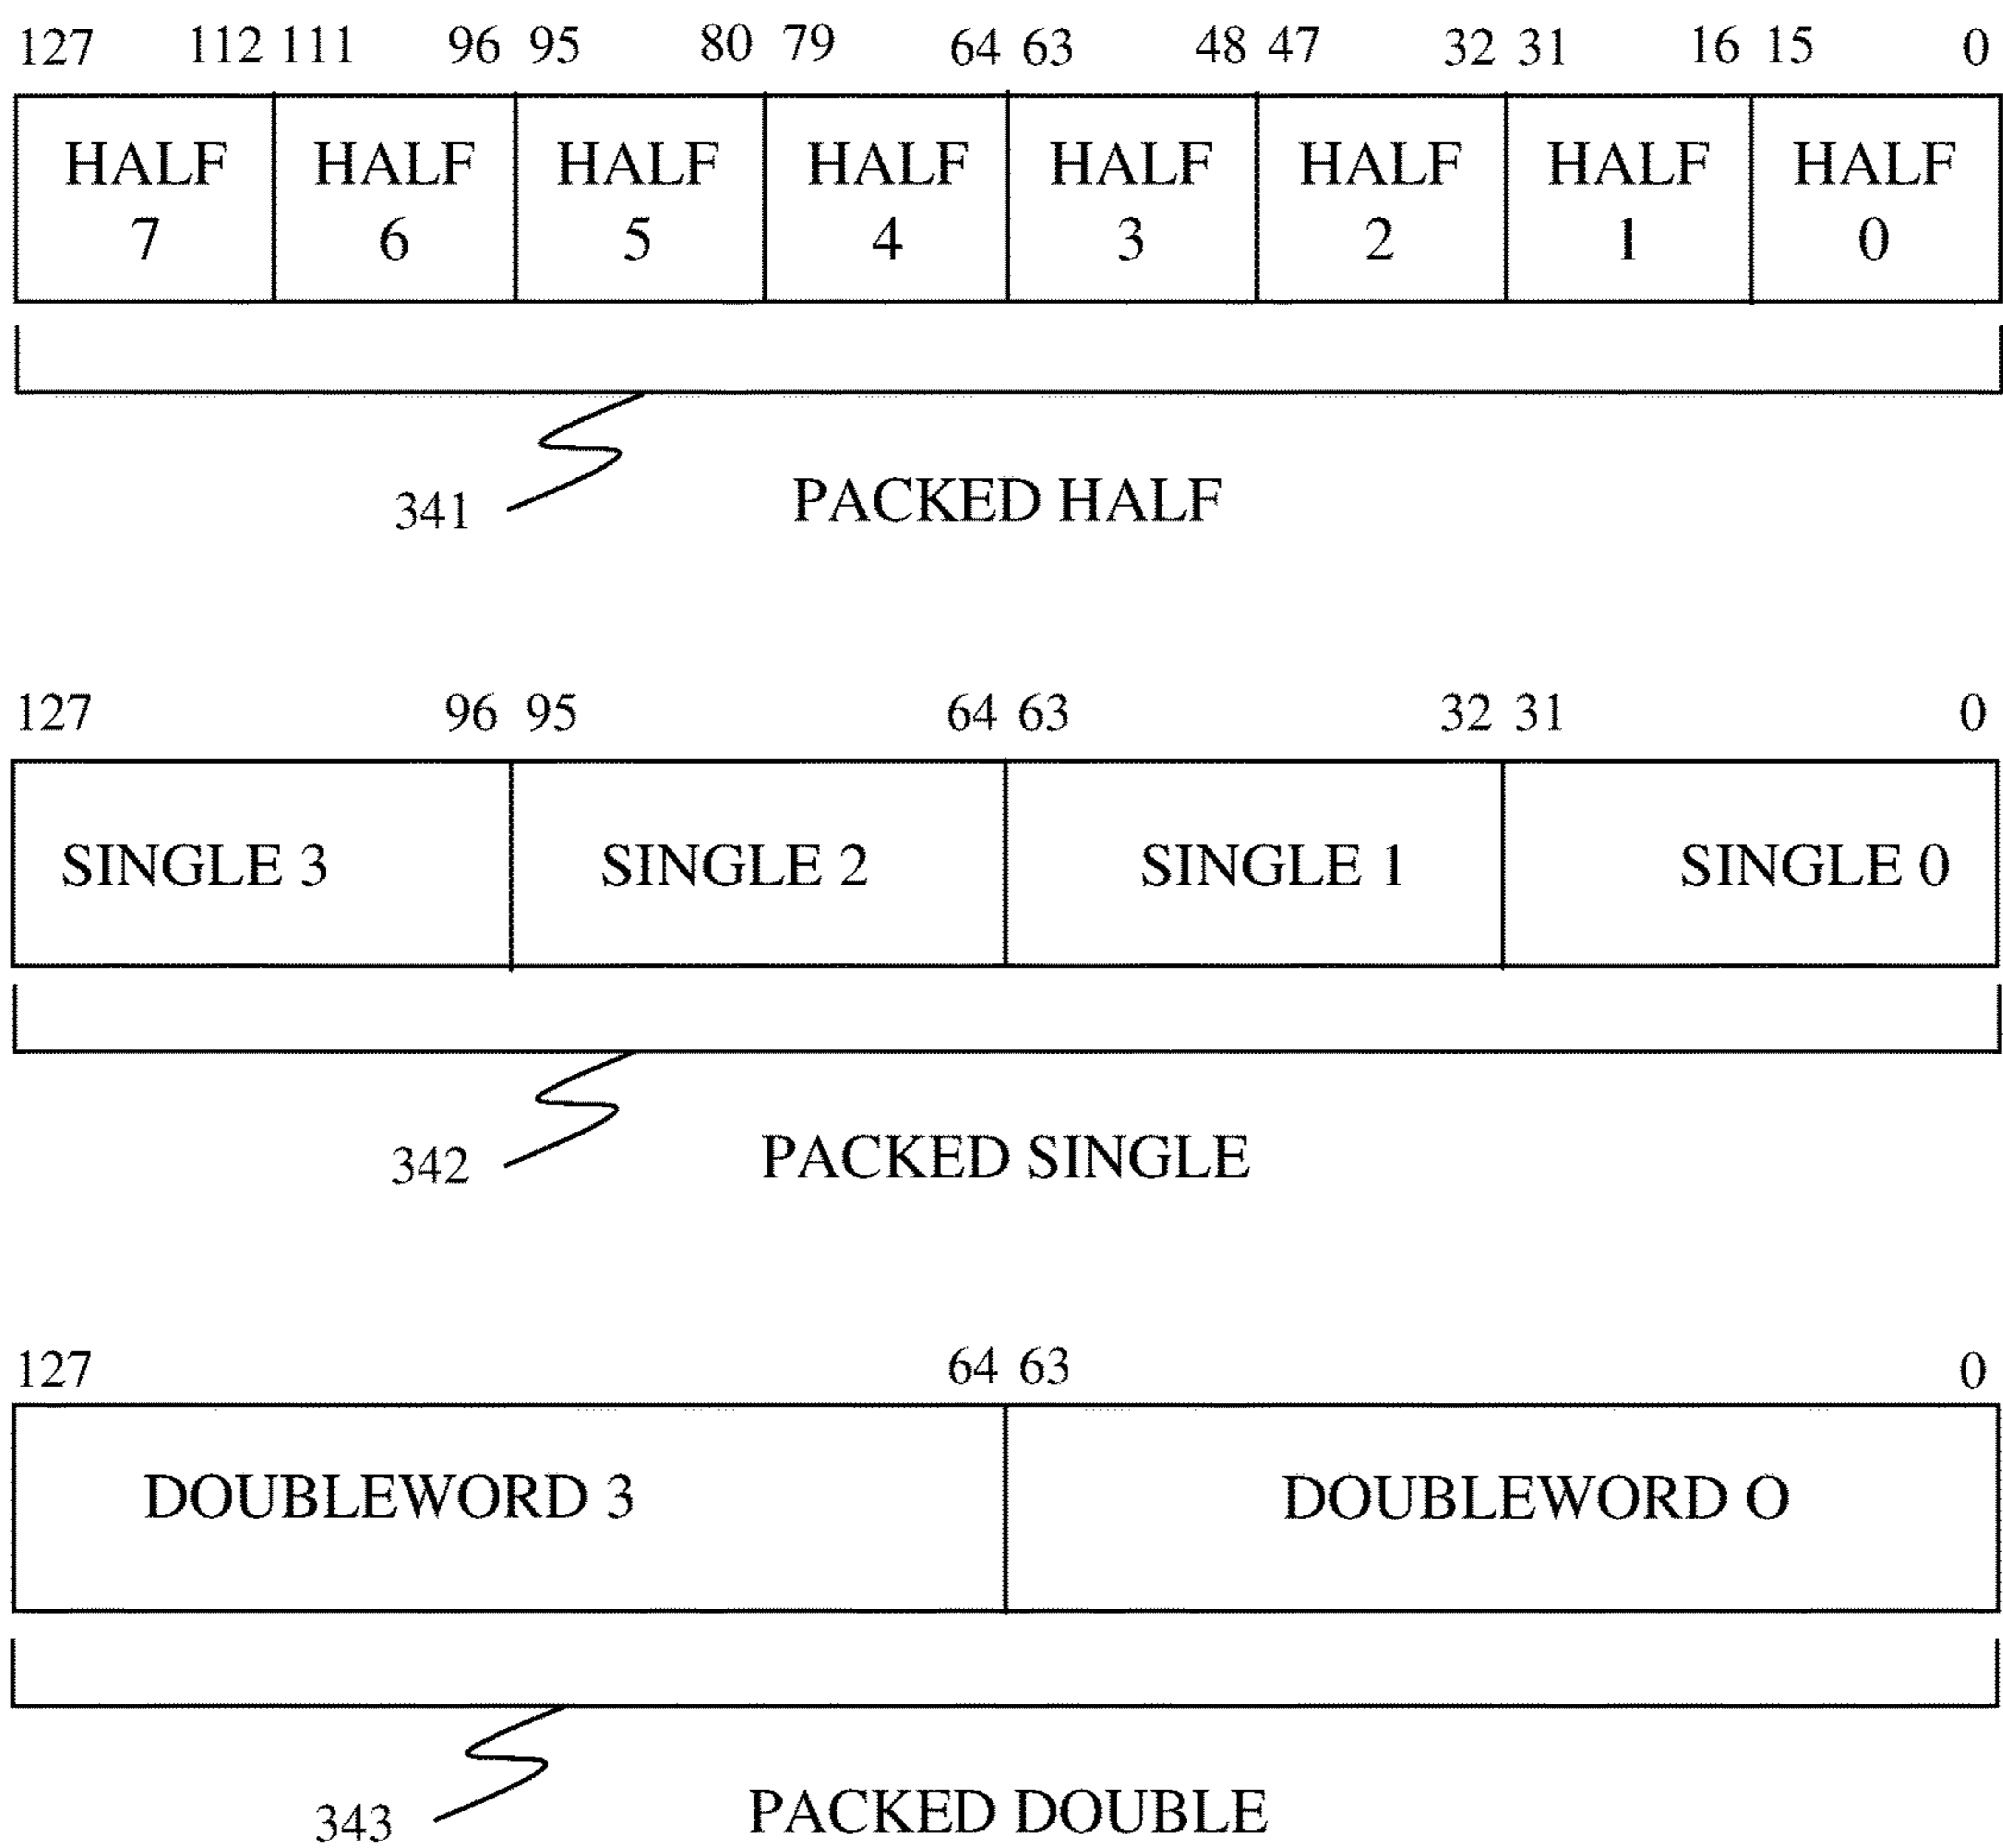 127 112 111 96 95 80 79 64 63 48 47 32 31 16 15 0
HALF HALF HALF HALF HALF HALF HALF HALF
7 6 5 4 3 2 1 0
341 PACKED HALF
127 96 95 64 63 32 31 0
SINGLE 3 SINGLE 2 SINGLE 1 SINGLE 0
342 PACKED SINGLE
127 64 63 0
DOUBLEWORD 3 DOUBLEWORD O
343 PACKED DOUBLE